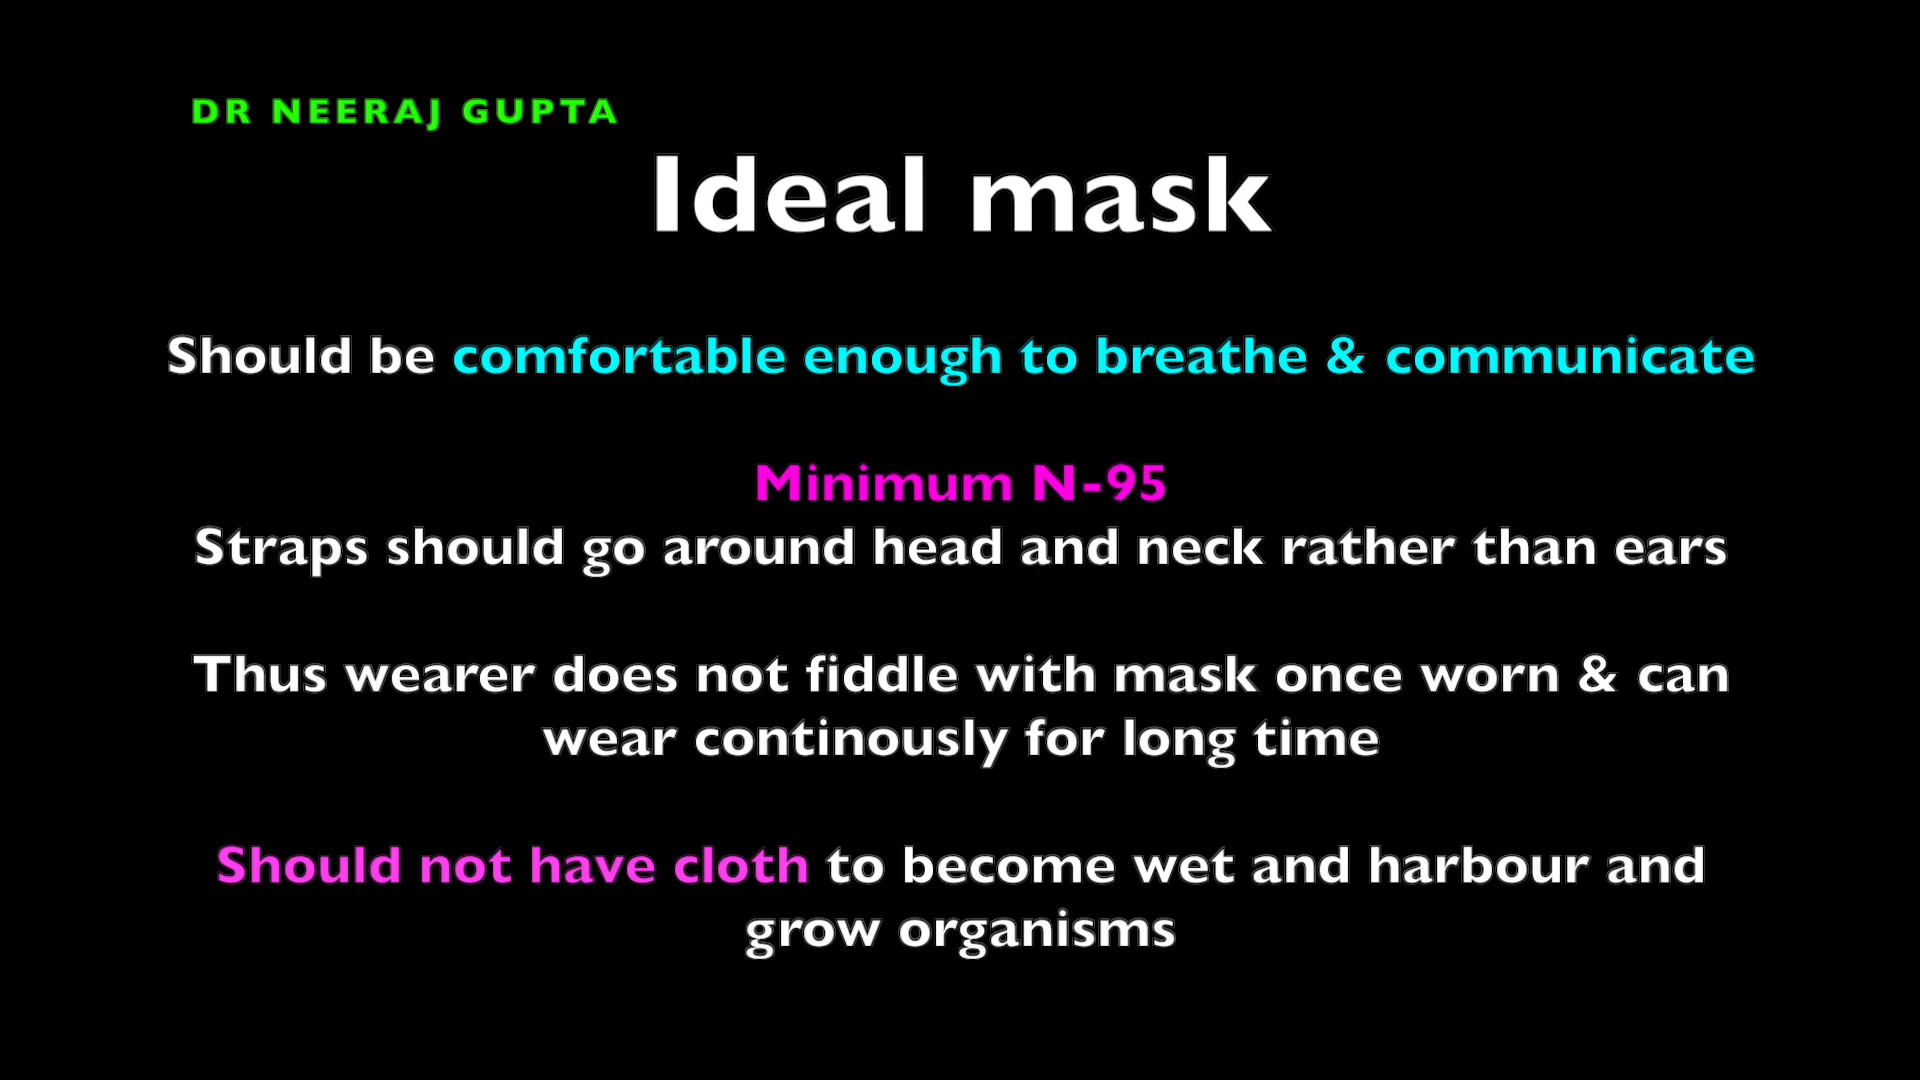 DR NEERAJ GUPTA
Ideal mask
Should be comfortable enough to breathe & communicate
Minimum N-95
Straps should go around head and neck rather than ears
Thus wearer does not fiddle with mask once worn & can
wear continously for long time
Should not have cloth to become wet and harbour and
grow organisms